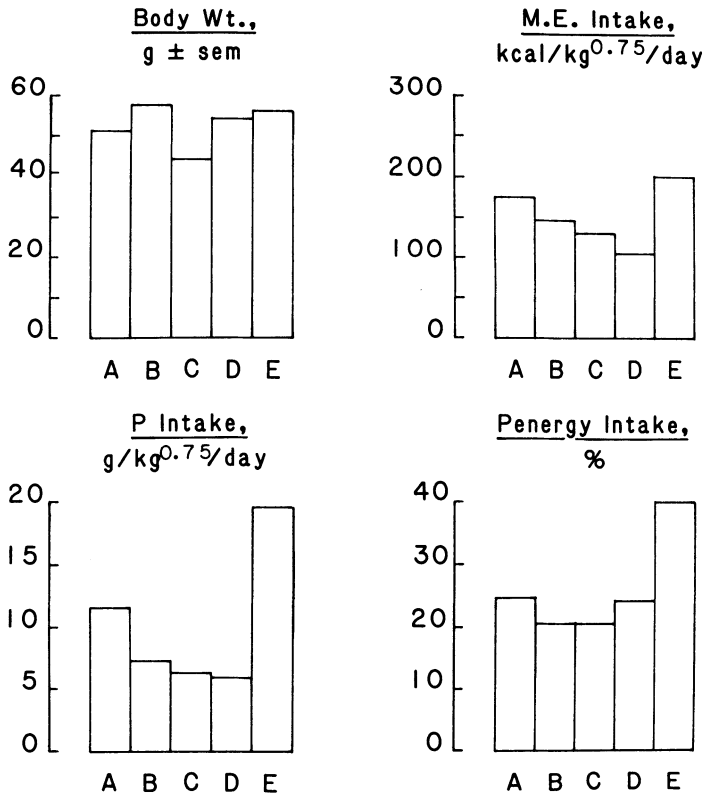 Body Wt.,
g ± sem
60
40
20
0
A B C D E
M.E. Intake,
kcal/kg0.75/day
300
200
100
0
A B C D E
P Intake,
g/kg0.75/day
20
15
10
5
0
A B C D E
Penergy Intake,
%
40
30
20
10
0
A B C D E